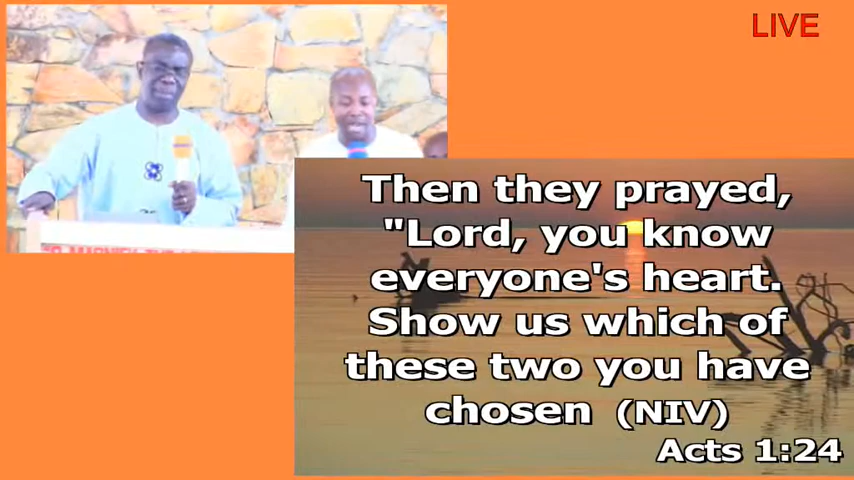 LIVE
Then they prayed,
"Lord, you know
everyone's heart.
Show us which of
these two you have
chosen (NIV)
Acts 1:24